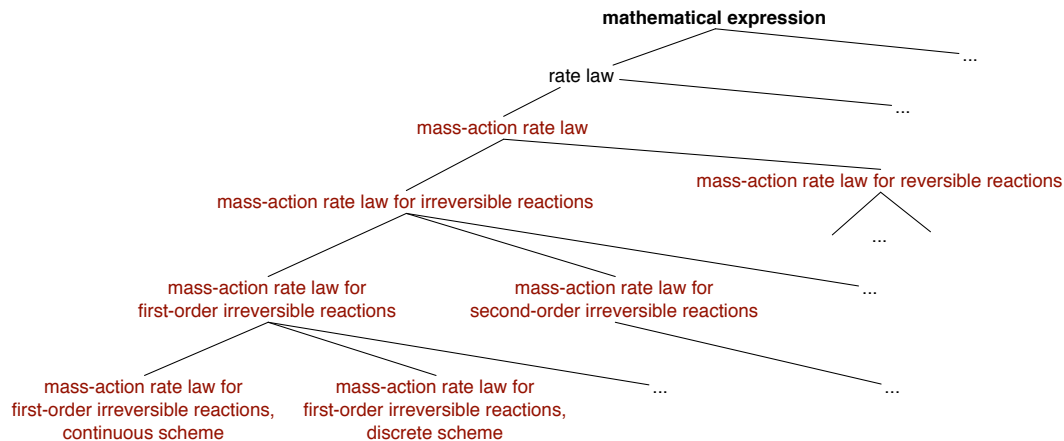 mathematical expression
...
rate law
...
mass-action rate law
mass-action rate law for reversible reactions
mass-action rate law for irreversible reactions
...
mass-action rate law for
first-order irreversible reactions
mass-action rate law for
second-order irreversible reactions
...
mass-action rate law for
first-order irreversible reactions,
continuous scheme
mass-action rate law for
first-order irreversible reactions,
discrete scheme
...
...